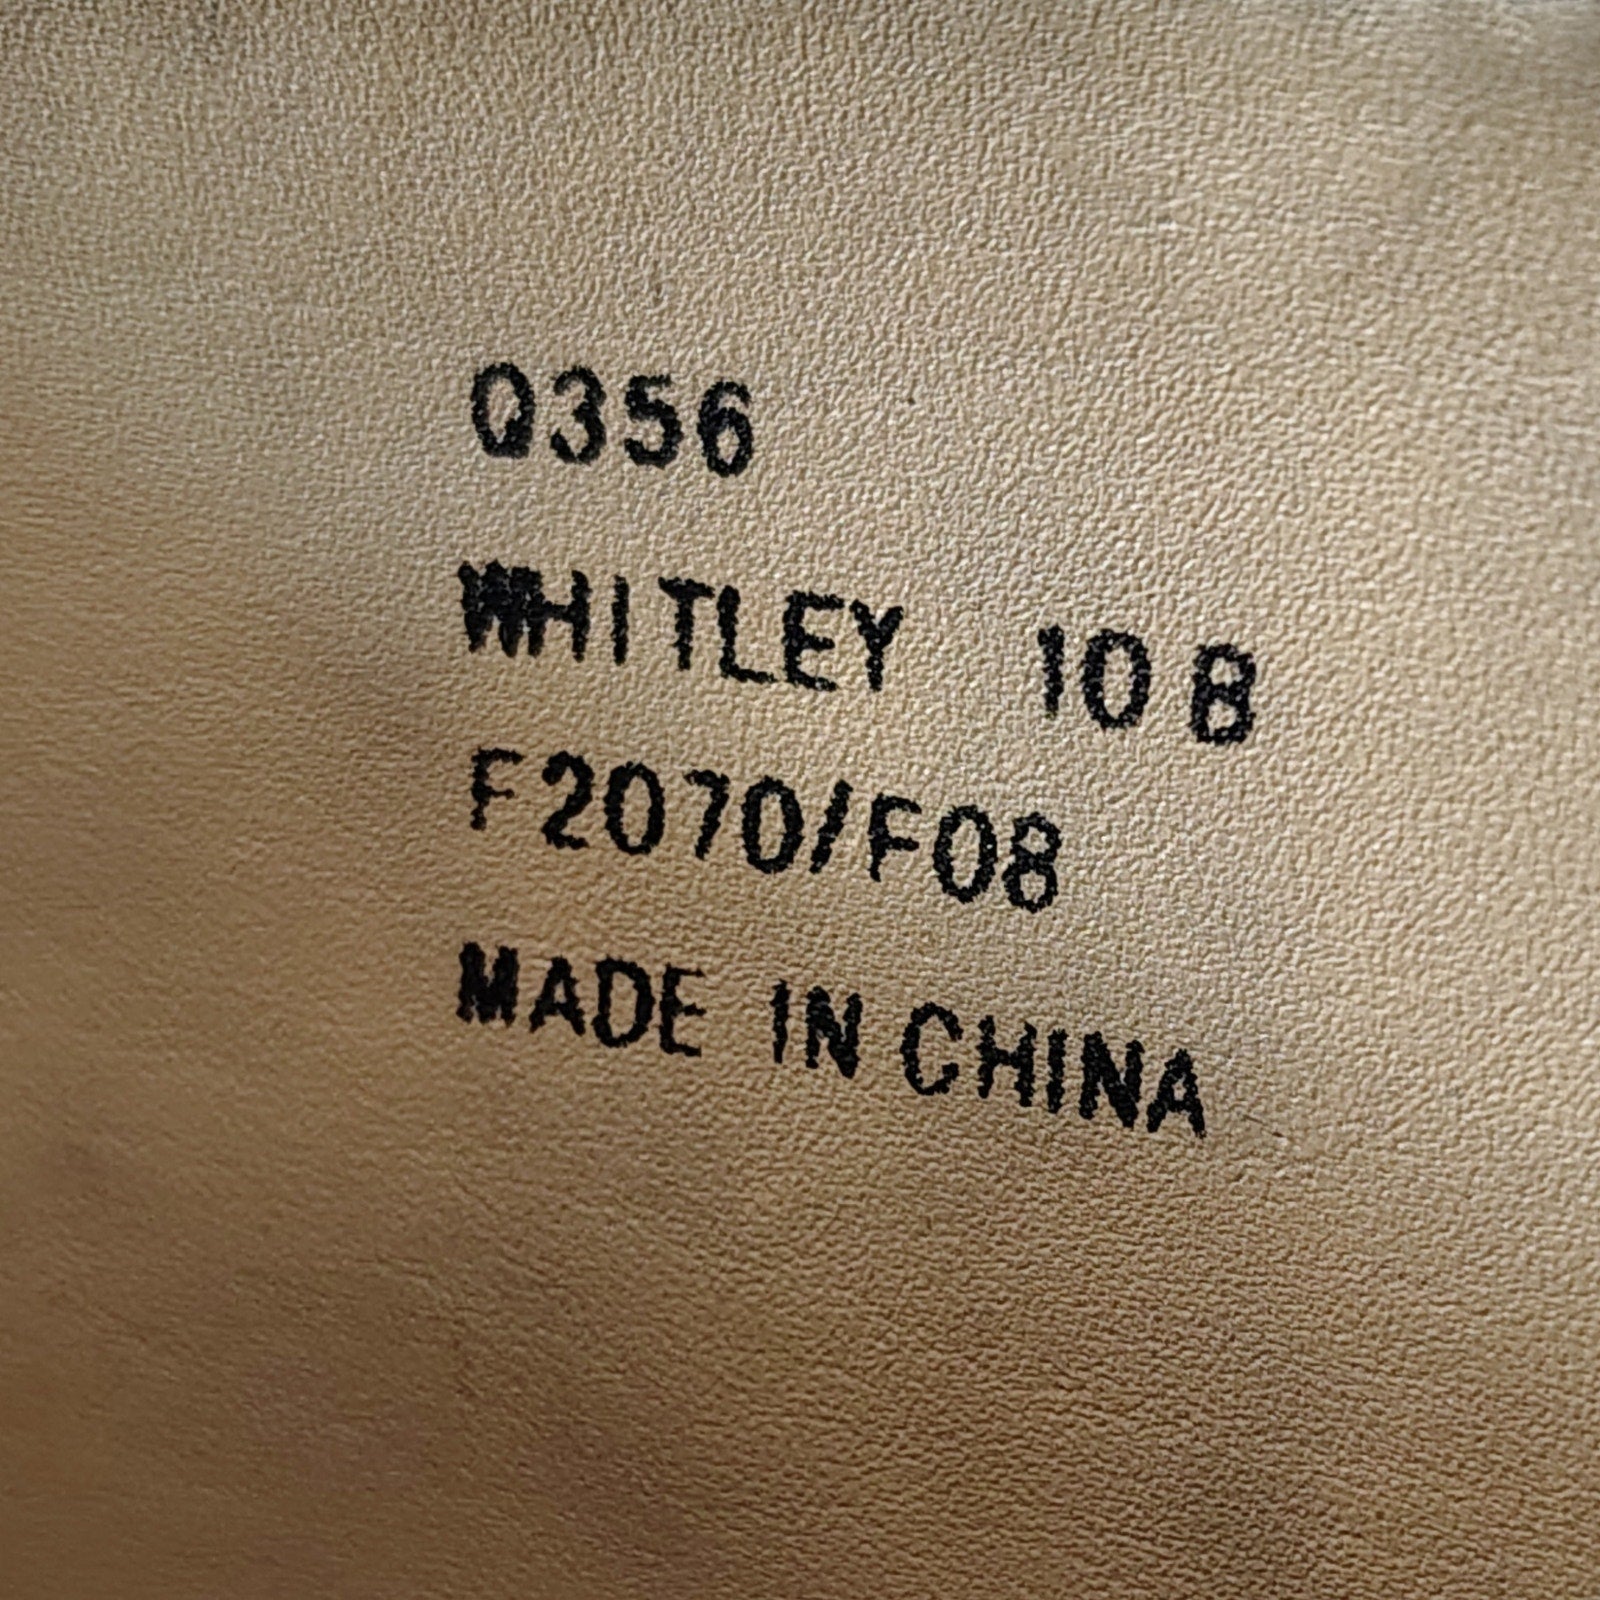 Q356
WHITLEY 10 B
F2070/F08
MADE IN CHINA